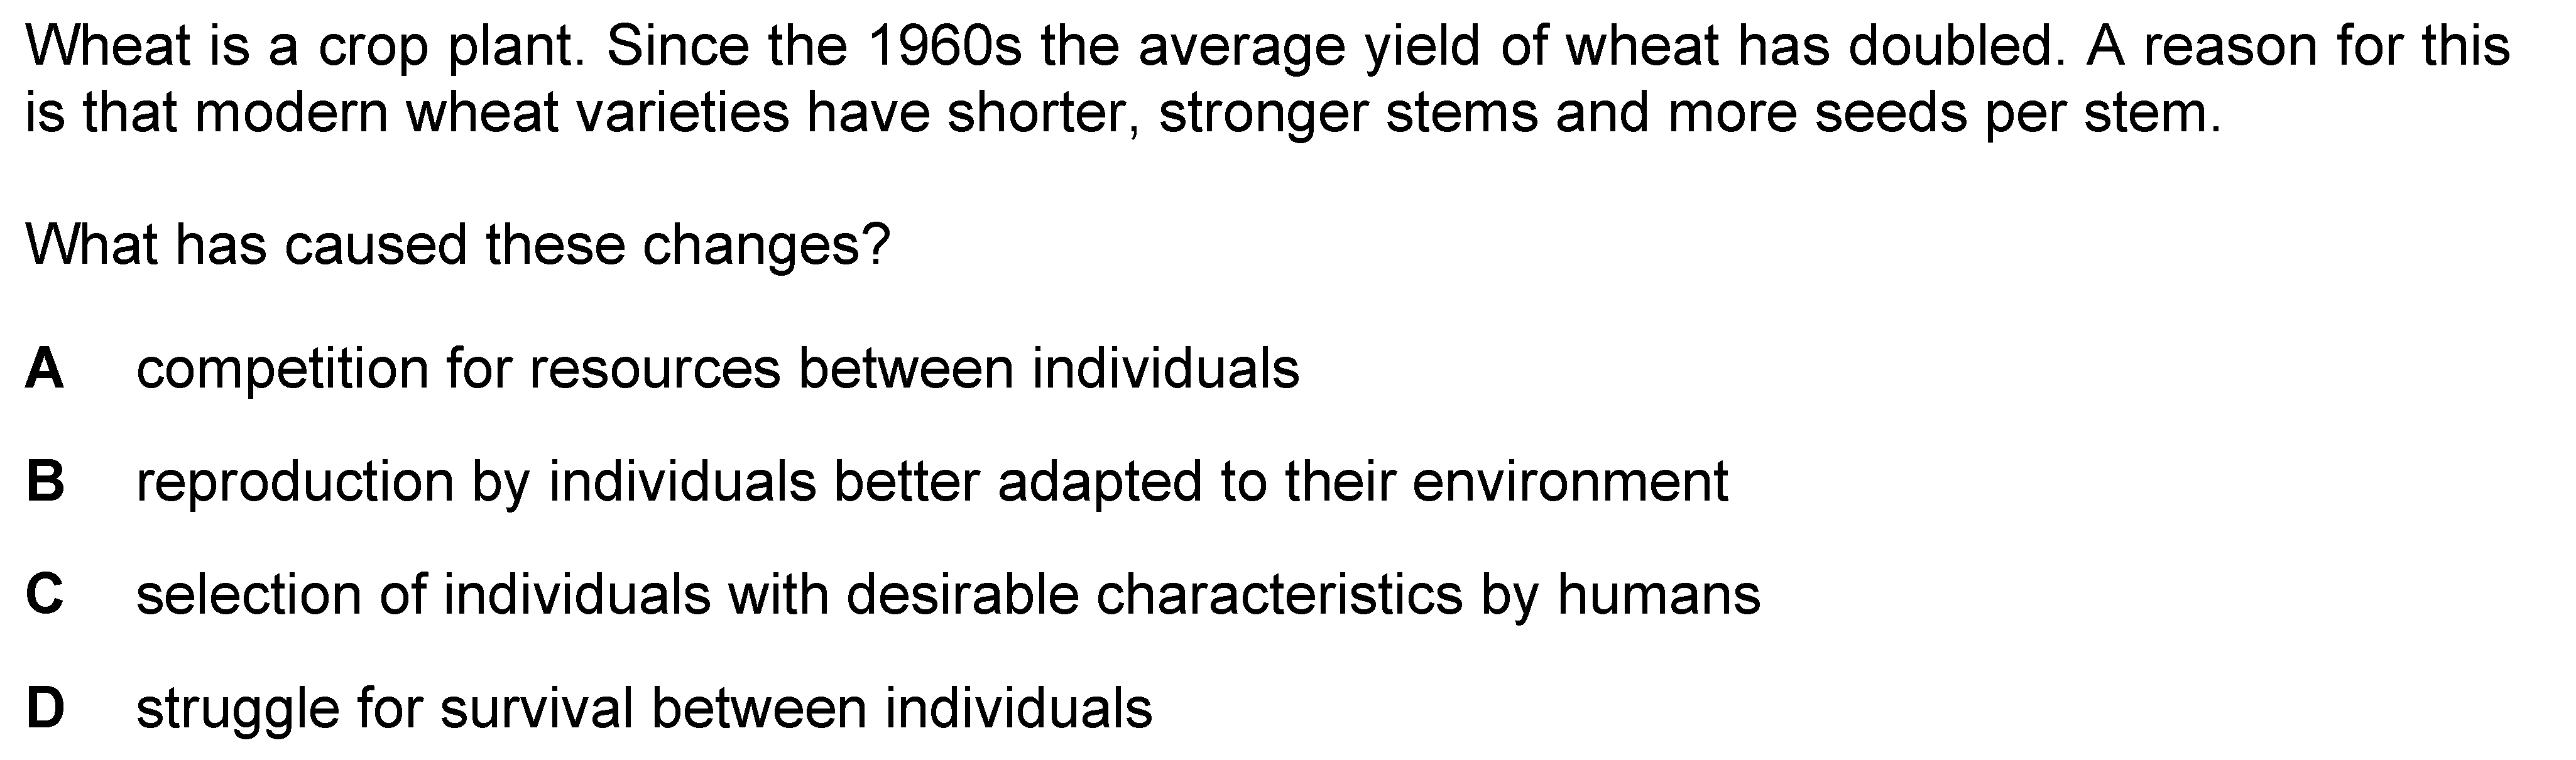 Wheat is a crop plant. Since the 1960s the average yield of wheat has doubled. A reason for this
is that modern wheat varieties have shorter, stronger stems and more seeds per stem.
What has caused these changes?
A competition for resources between individuals
B reproduction by individuals better adapted to their environment
C selection of individuals with desirable characteristics by humans
D struggle for survival between individuals